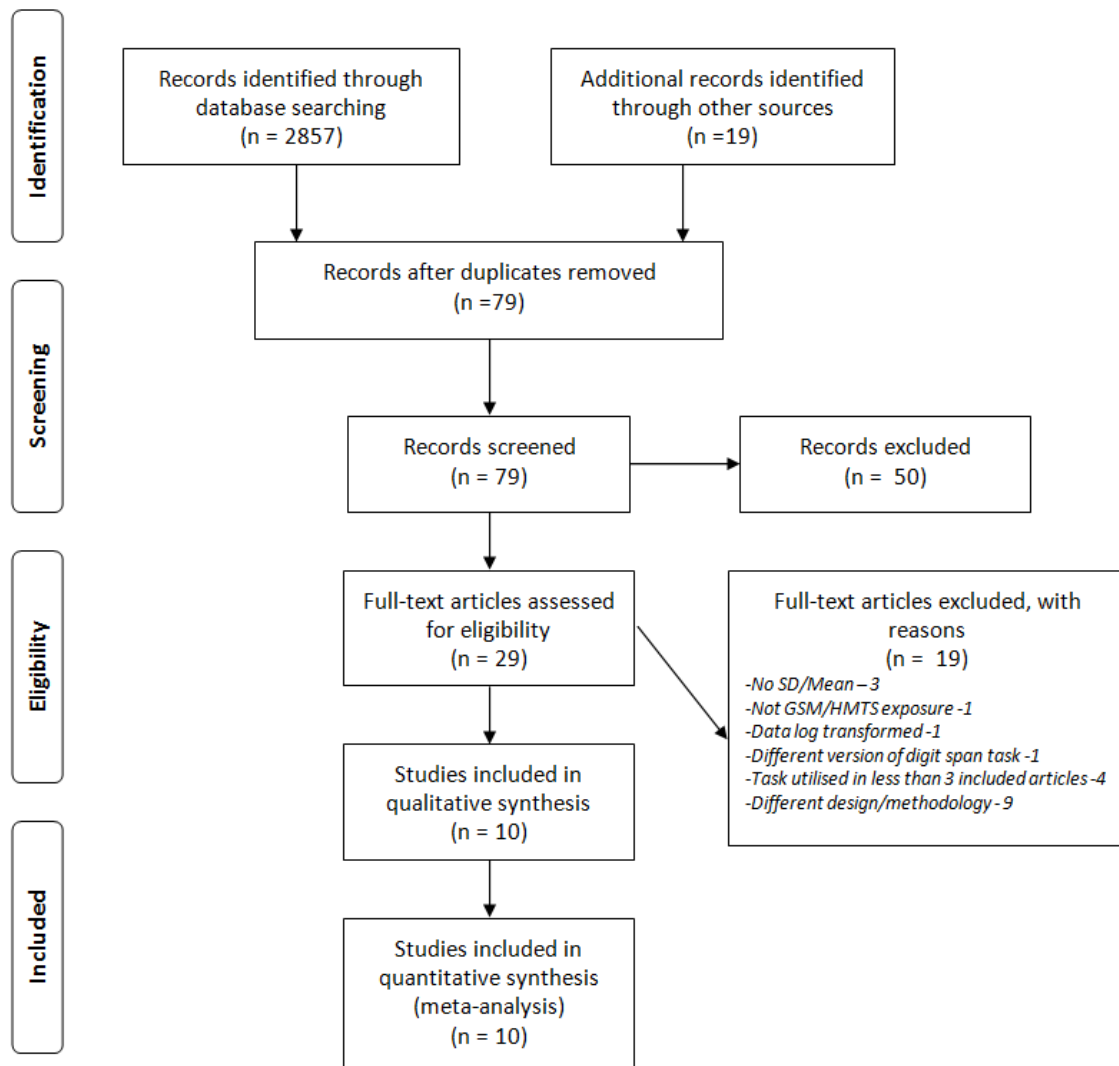 Identification
Records identified through
database searching
(n = 2857)
Additional records identified
through other sources
(n =19)
Records after duplicates removed
(n =79)
Screening
Records screened
(n = 79)
Records excluded
(n = 50)
Eligibility
Full-text articles assessed
for eligibility
(n = 29)
Full-text articles excluded, with
reasons
(n = 19)
-No SD/Mean – 3
-Not GSM/HMTS exposure -1
-Data log transformed -1
-Different version of digit span task -1
-Task utilised in less than 3 included articles -4
-Different design/methodology - 9
Studies included in
qualitative synthesis
(n = 10)
Included
Studies included in
quantitative synthesis
(meta-analysis)
(n = 10)